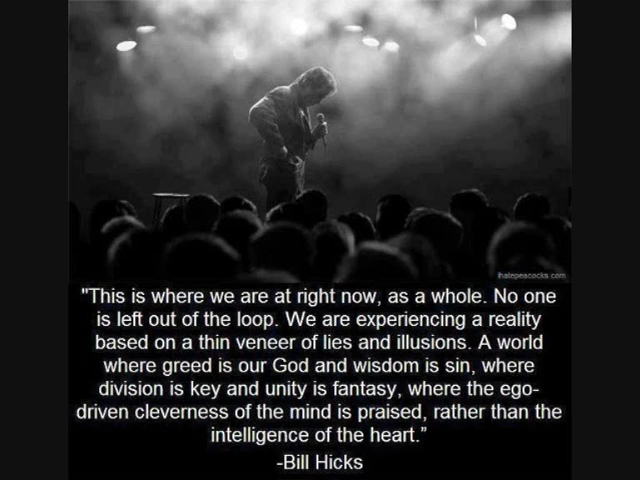 ihatepeacocks.com
"This is where we are at right now, as a whole. No one
is left out of the loop. We are experiencing a reality
based on a thin veneer of lies and illusions. A world
where greed is our God and wisdom is sin, where
division is key and unity is fantasy, where the ego-
driven cleverness of the mind is praised, rather than the
intelligence of the heart.”
-Bill Hicks